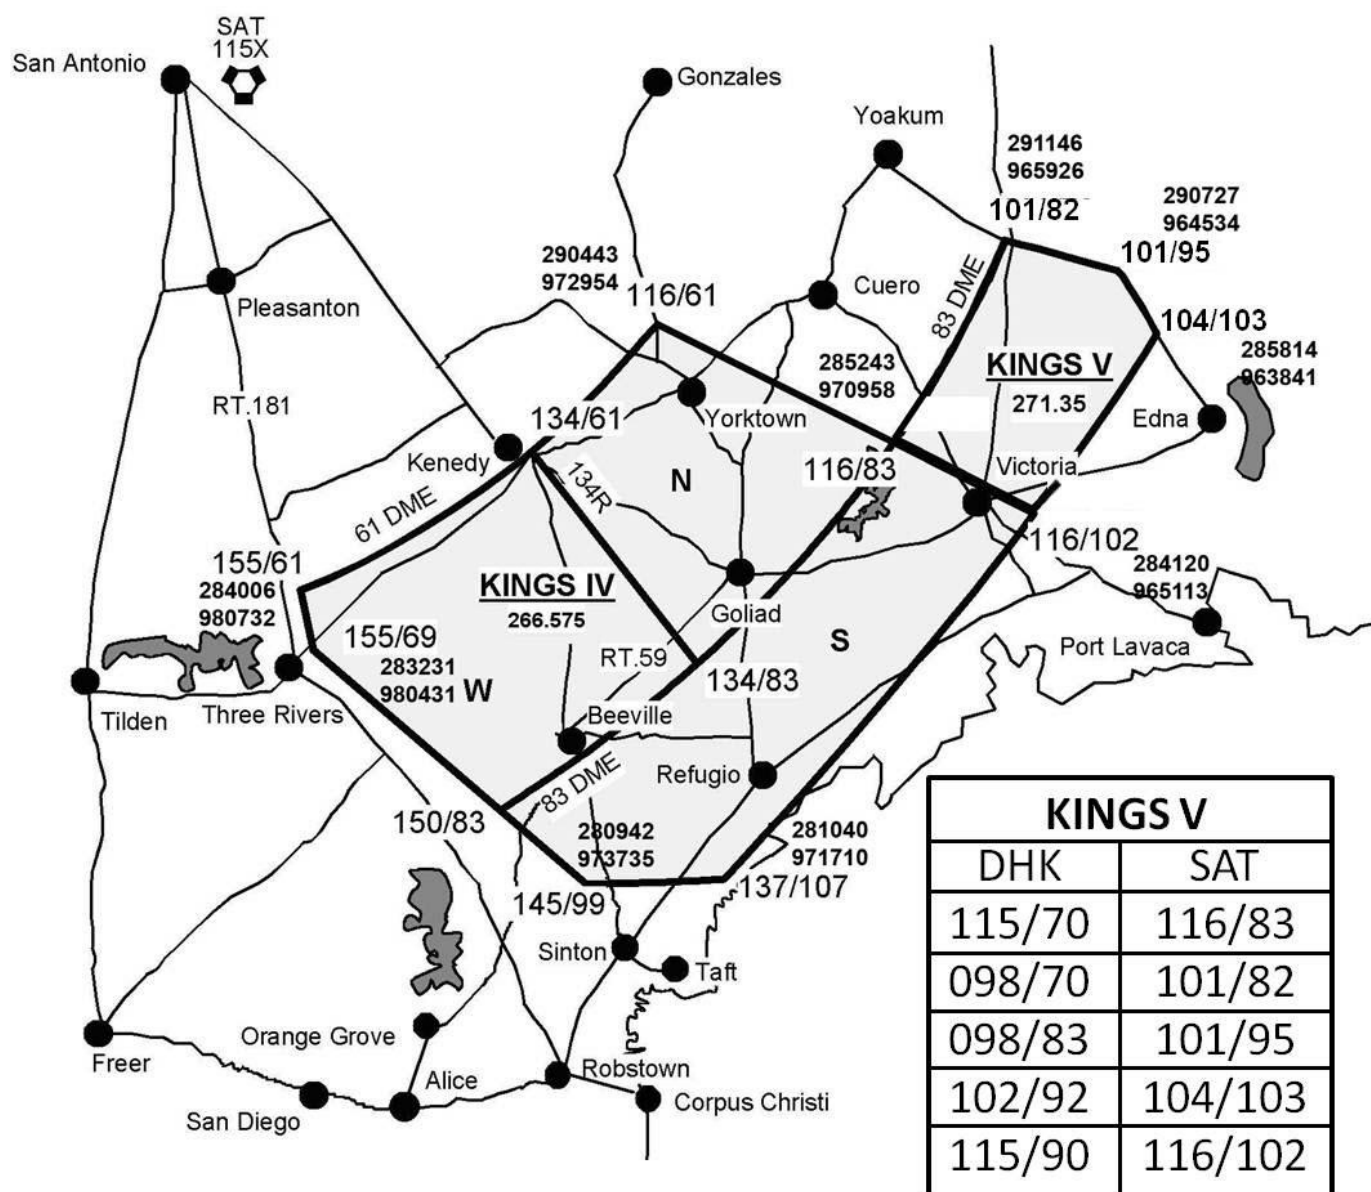 SAT
115X
San Antonio
Gonzales
Yoakum
291146
965926
101/82
290727
964534
101/95
290443
972954
116/61
Cuero
83 DME
Pleasanton
104/103
285243
970958
KINGS V
271.35
285814
963841
RT.181
134/61
Yorktown
Edna
Kenedy
134R
N
116/83
Victoria
61 DME
116/102
155/61
284006
980732
KINGS IV
266.575
Goliad
284120
965113
155/69
283231
980431
W
RT.59
S
134/83
Port Lavaca
Tilden
Three Rivers
Beeville
83 DME
Refugio
150/83
280942
973735
281040
971710
145/99
137/107
Sinton
Taft
Orange Grove
Freer
Alice
Robstown
San Diego
Corpus Christi
KINGS V
DHK SAT
115/70 116/83
098/70 101/82
098/83 101/95
102/92 104/103
115/90 116/102